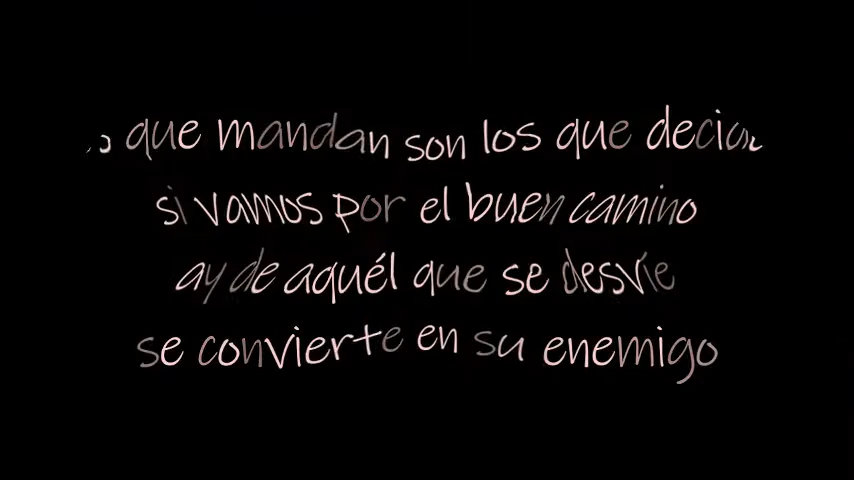 que mandan son los que
si vamos por el buen camino
ay de aquél que se desvíe
se convierte en su enemigo